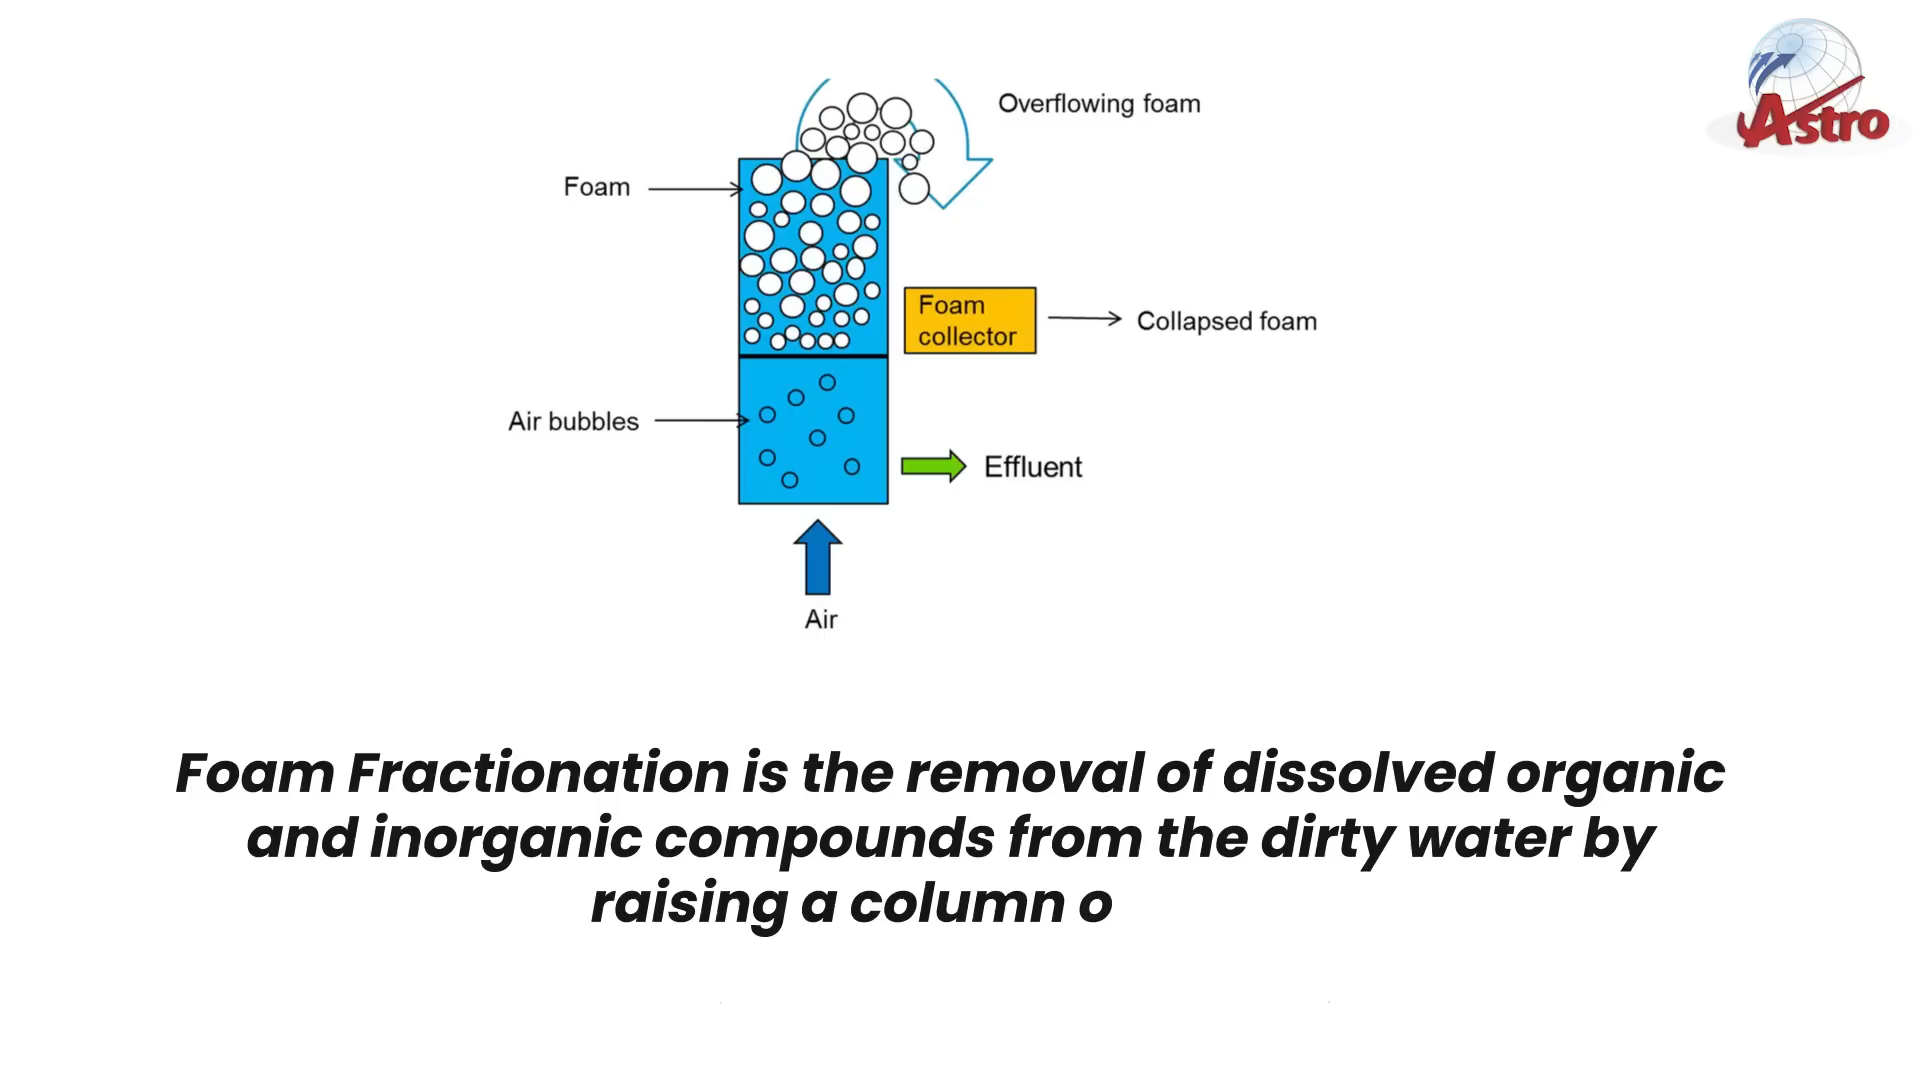 Astro
Overflowing foam
Foam
Foam
collector
Collapsed foam
Air bubbles
Effluent
Air
Foam Fractionation is the removal of dissolved organic
and inorganic compounds from the dirty water by
raising a column o